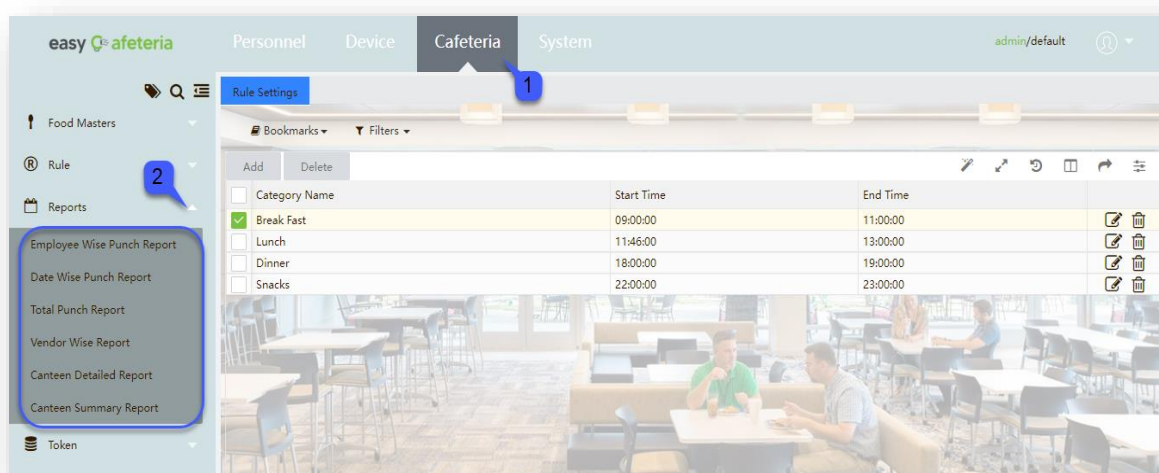 easy Cafeteria
Personnel Device Cafeteria System
admin/default
1
Rule Settings
Food Masters
Bookmarks Filters
Rule
2
Add Delete
Category Name Start Time End Time
Reports
Break Fast 09:00:00 11:00:00
Lunch 11:46:00 13:00:00
Dinner 18:00:00 19:00:00
Snacks 22:00:00 23:00:00
Employee Wise Punch Report
Date Wise Punch Report
Total Punch Report
Vendor Wise Report
Canteen Detailed Report
Canteen Summary Report
Token